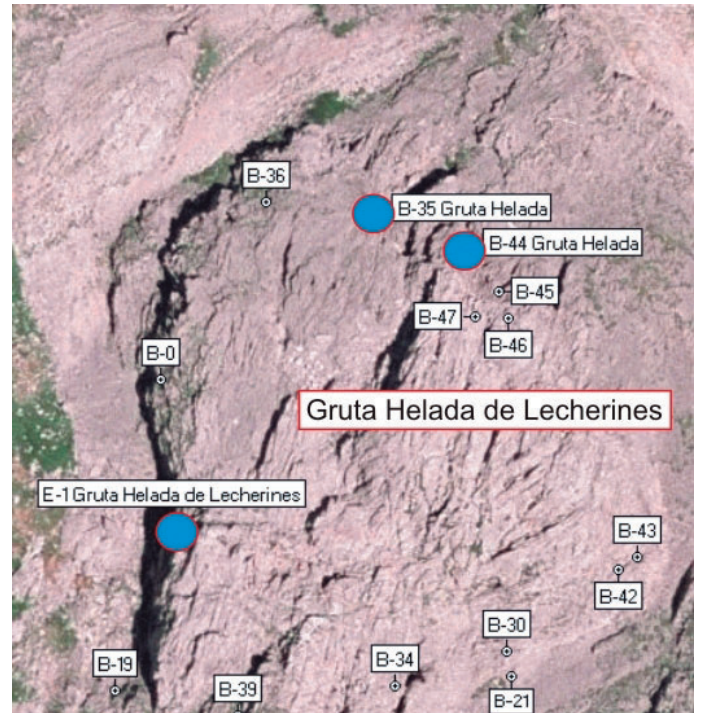 B-36
B-35 Gruta Helada
B-44 Gruta Helada
B-45
B-47
B-46
B-0
Gruta Helada de Lecherines
E-1 Gruta Helada de Lecherines
B-43
B-42
B-30
B-19
B-34
B-39
B-21